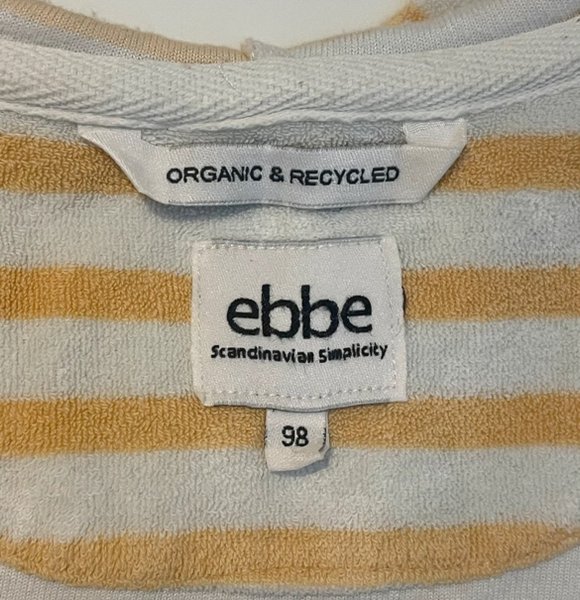 ORGANIC & RECYCLED
ebbe
Scandinavian Simplicity
98